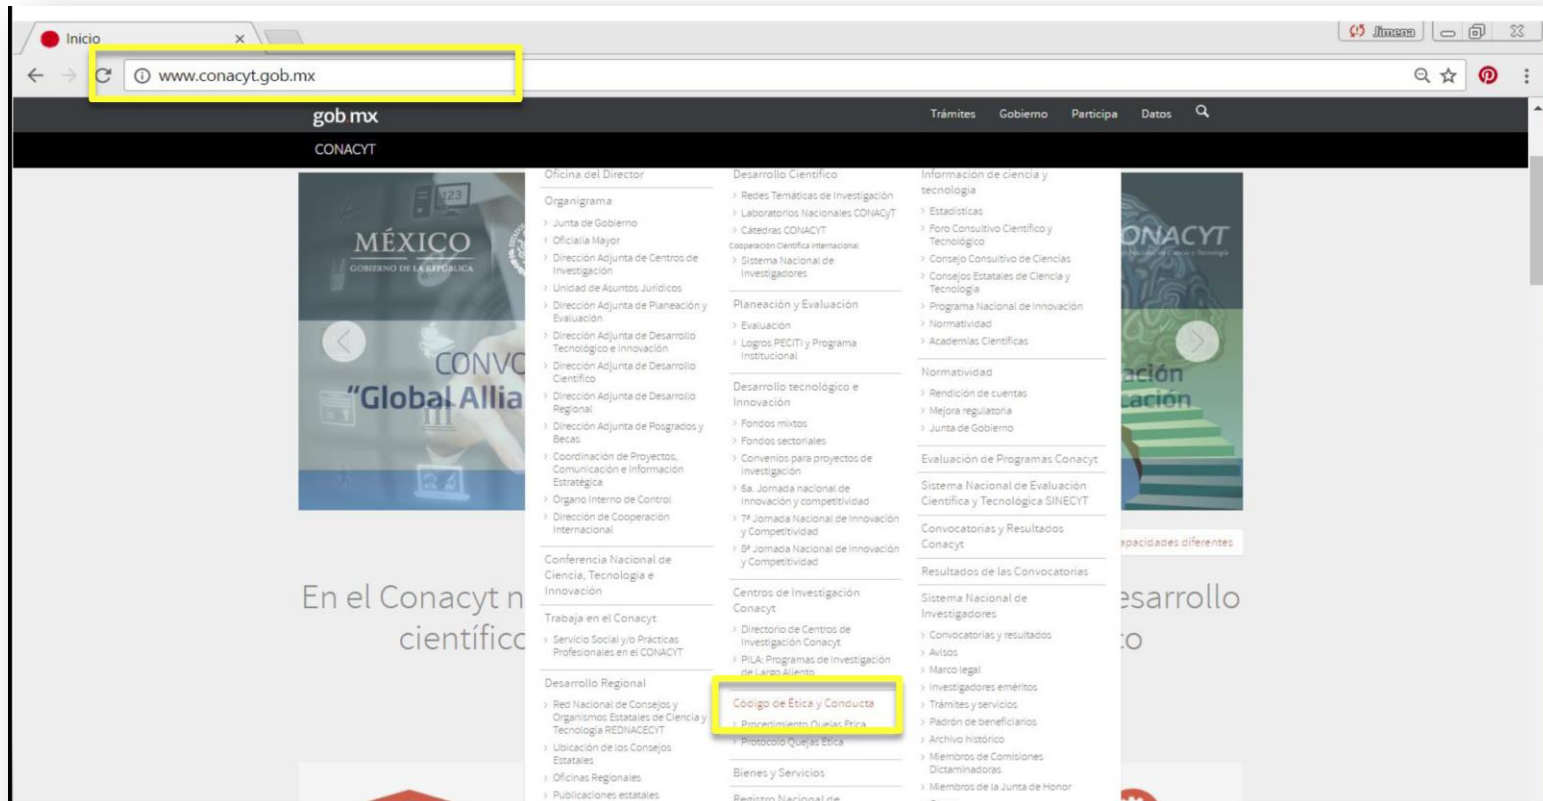 Inicio
Jimena
www.conacyt.gob.mx
gob.mx
Trámites Gobierno Participa Datos
CONACYT
MÉXICO
GOBIERNO DE LA REPÚBLICA
123
CONVO
"Global Allia
Oficina del Director
Organigrama
Junta de Gobierno
Oficialía Mayor
Dirección Adjunta de Centros de
Investigación
Unidad de Asuntos Jurídicos
Dirección Adjunta de Planeación y
Evaluación
Dirección Adjunta de Desarrollo
Tecnológico e Innovación
Dirección Adjunta de Desarrollo
Científico
Dirección Adjunta de Desarrollo
Regional
Dirección Adjunta de Posgrados y
Becas
Coordinación de Proyectos,
Comunicación e Información
Estratégica
Organo Interno de Control
Dirección de Cooperación
Internacional
Conferencia Nacional de
Ciencia, Tecnología e
Innovación
Trabaja en el Conacyt
Servicio Social y/o Prácticas
Profesionales en el CONACYT
Desarrollo Regional
Red Nacional de Consejos y
Organismos Estatales de Ciencia y
Tecnología REDNACECYT
Ubicación de los Consejos
Estatales
Oficinas Regionales
Publicaciones estatales
Desarrollo Científico
Redes Temáticas de Investigación
Laboratorios Nacionales CONACyT
Cátedras CONACYT
Cooperación Científica Internacional
Sistema Nacional de
Investigadores
Planeación y Evaluación
Evaluación
Logros PECITI y Programa
Institucional
Desarrollo tecnológico e
Innovación
Fondos mixtos
Fondos sectoriales
Convenios para proyectos de
investigación
6a. Jornada nacional de
innovación y competitividad
7ª Jornada Nacional de Innovación
y Competitividad
8ª Jornada Nacional de Innovación
y Competitividad
Centros de Investigación
Conacyt
Directorio de Centros de
Investigación Conacyt
PILA: Programas de Investigación
de Largo Aliento
Código de Ética y Conducta
Procedimiento Quejas Ética
Protocolo Quejas Ética
Bienes y Servicios
Registro Nacional de
Información de ciencia y
tecnología
Estadísticas
Foro Consultivo Científico y
Tecnológico
Consejo Consultivo de Ciencias
Consejos Estatales de Ciencia y
Tecnología
Programa Nacional de Innovación
Normatividad
Academias Científicas
Normatividad
Rendición de cuentas
Mejora regulatoria
Junta de Gobierno
Evaluación de Programas Conacyt
Sistema Nacional de Evaluación
Científica y Tecnológica SINECYT
Convocatorias y Resultados
Conacyt
Resultados de las Convocatorias
Sistema Nacional de
Investigadores
Convocatorias y resultados
Avisos
Marco legal
Investigadores eméritos
Trámites y servicios
Padrón de beneficiarios
Archivo histórico
Miembros de Comisiones
Dictaminadoras
Miembros de la Junta de Honor
ONACYT
ación
cación
apacidades diferentes
En el Conacyt n esarrollo
científico co